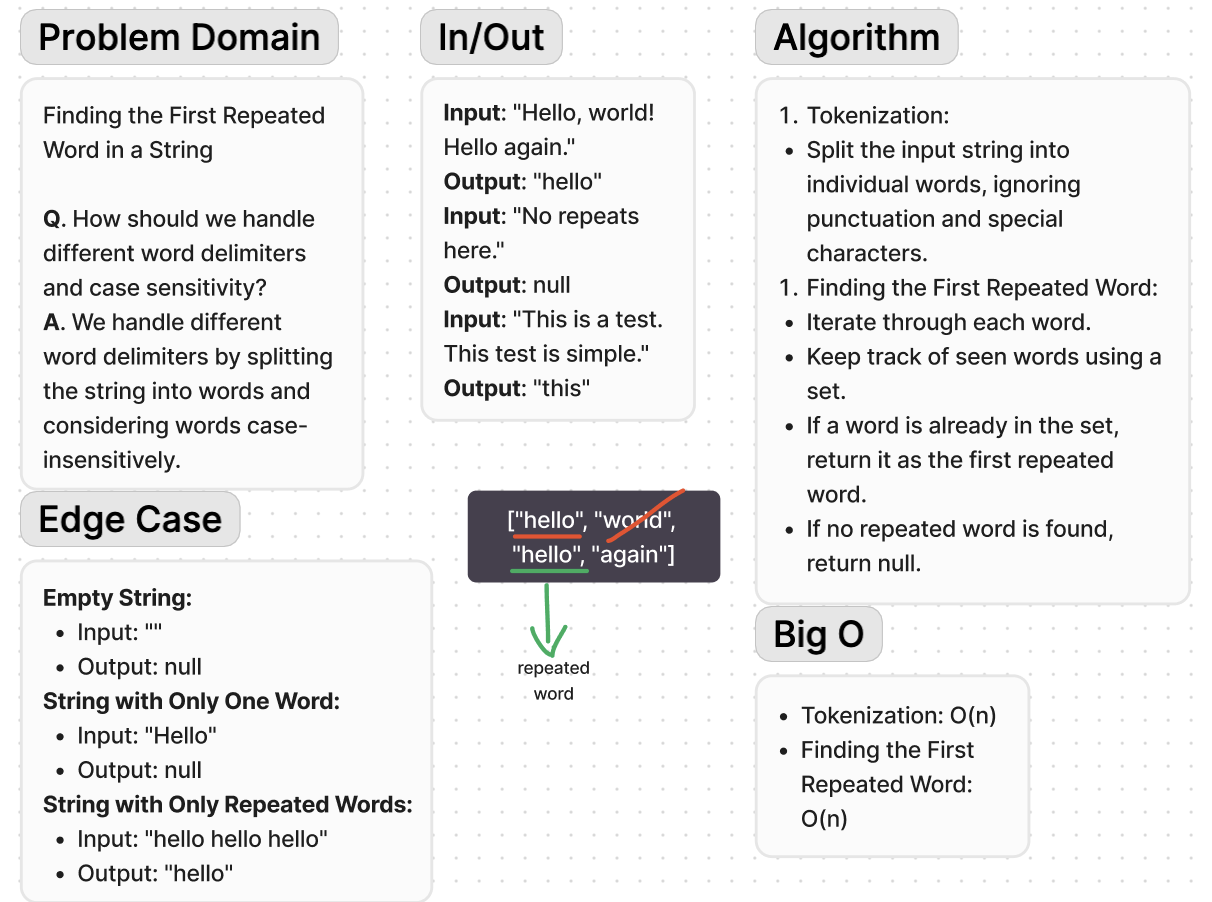 Problem Domain
Finding the First Repeated
Word in a String
Q. How should we handle
different word delimiters
and case sensitivity?
A. We handle different
word delimiters by splitting
the string into words and
considering words case-
insensitively.
Edge Case
Empty String:
• Input: ""
• Output: null
String with Only One Word:
• Input: "Hello"
• Output: null
String with Only Repeated Words:
• Input: "hello hello hello"
• Output: "hello"
In/Out
Input: "Hello, world!
Hello again."
Output: "hello"
Input: "No repeats
here."
Output: null
Input: "This is a test.
This test is simple."
Output: "this"
["hello", "world",
"hello", "again"]
repeated
word
Algorithm
1. Tokenization:
• Split the input string into
individual words, ignoring
punctuation and special
characters.
1. Finding the First Repeated Word:
• Iterate through each word.
• Keep track of seen words using a
set.
• If a word is already in the set,
return it as the first repeated
word.
• If no repeated word is found,
return null.
Big O
• Tokenization: O(n)
• Finding the First
Repeated Word:
O(n)